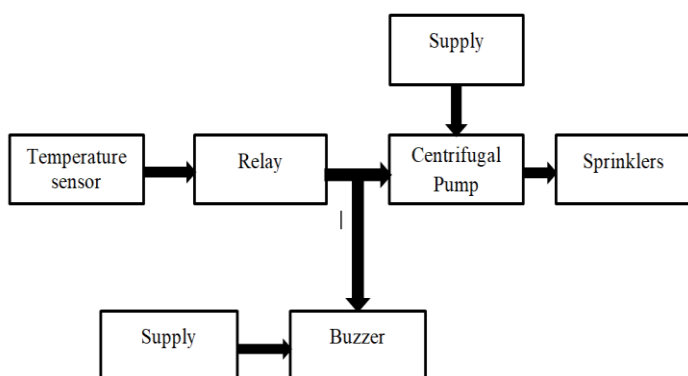 Supply
Temperature
sensor
Relay
Centrifugal
Pump
Sprinklers
Supply
Buzzer